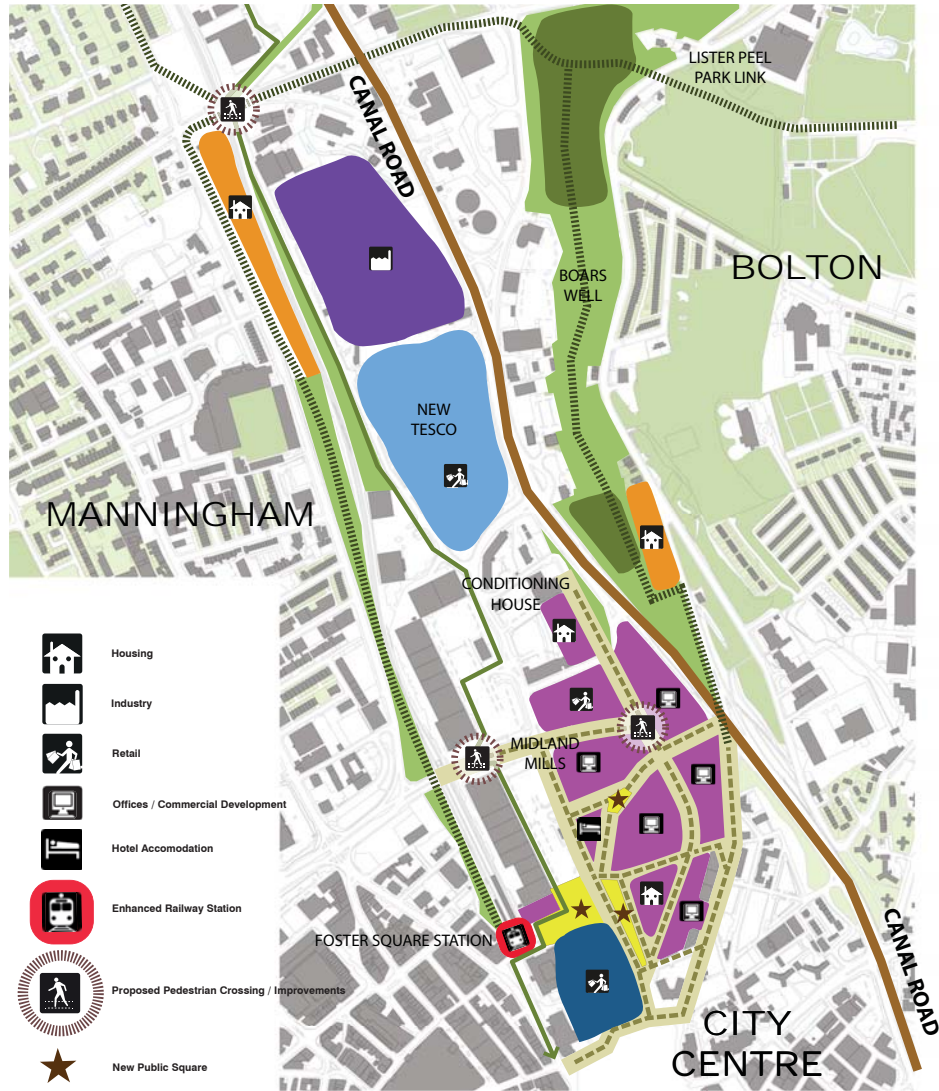 LISTER PEEL
PARK LINK
CANAL ROAD
BOARS
WELL
BOLTON
NEW
TESCO
MANNINGHAM
CONDITIONING
HOUSE
MIDLAND
MILLS
FOSTER SQUARE STATION
CANAL ROAD
CITY
CENTRE
Housing
Industry
Retail
Offices / Commercial Development
Hotel Accomodation
Enhanced Railway Station
Proposed Pedestrian Crossing / Improvements
New Public Square